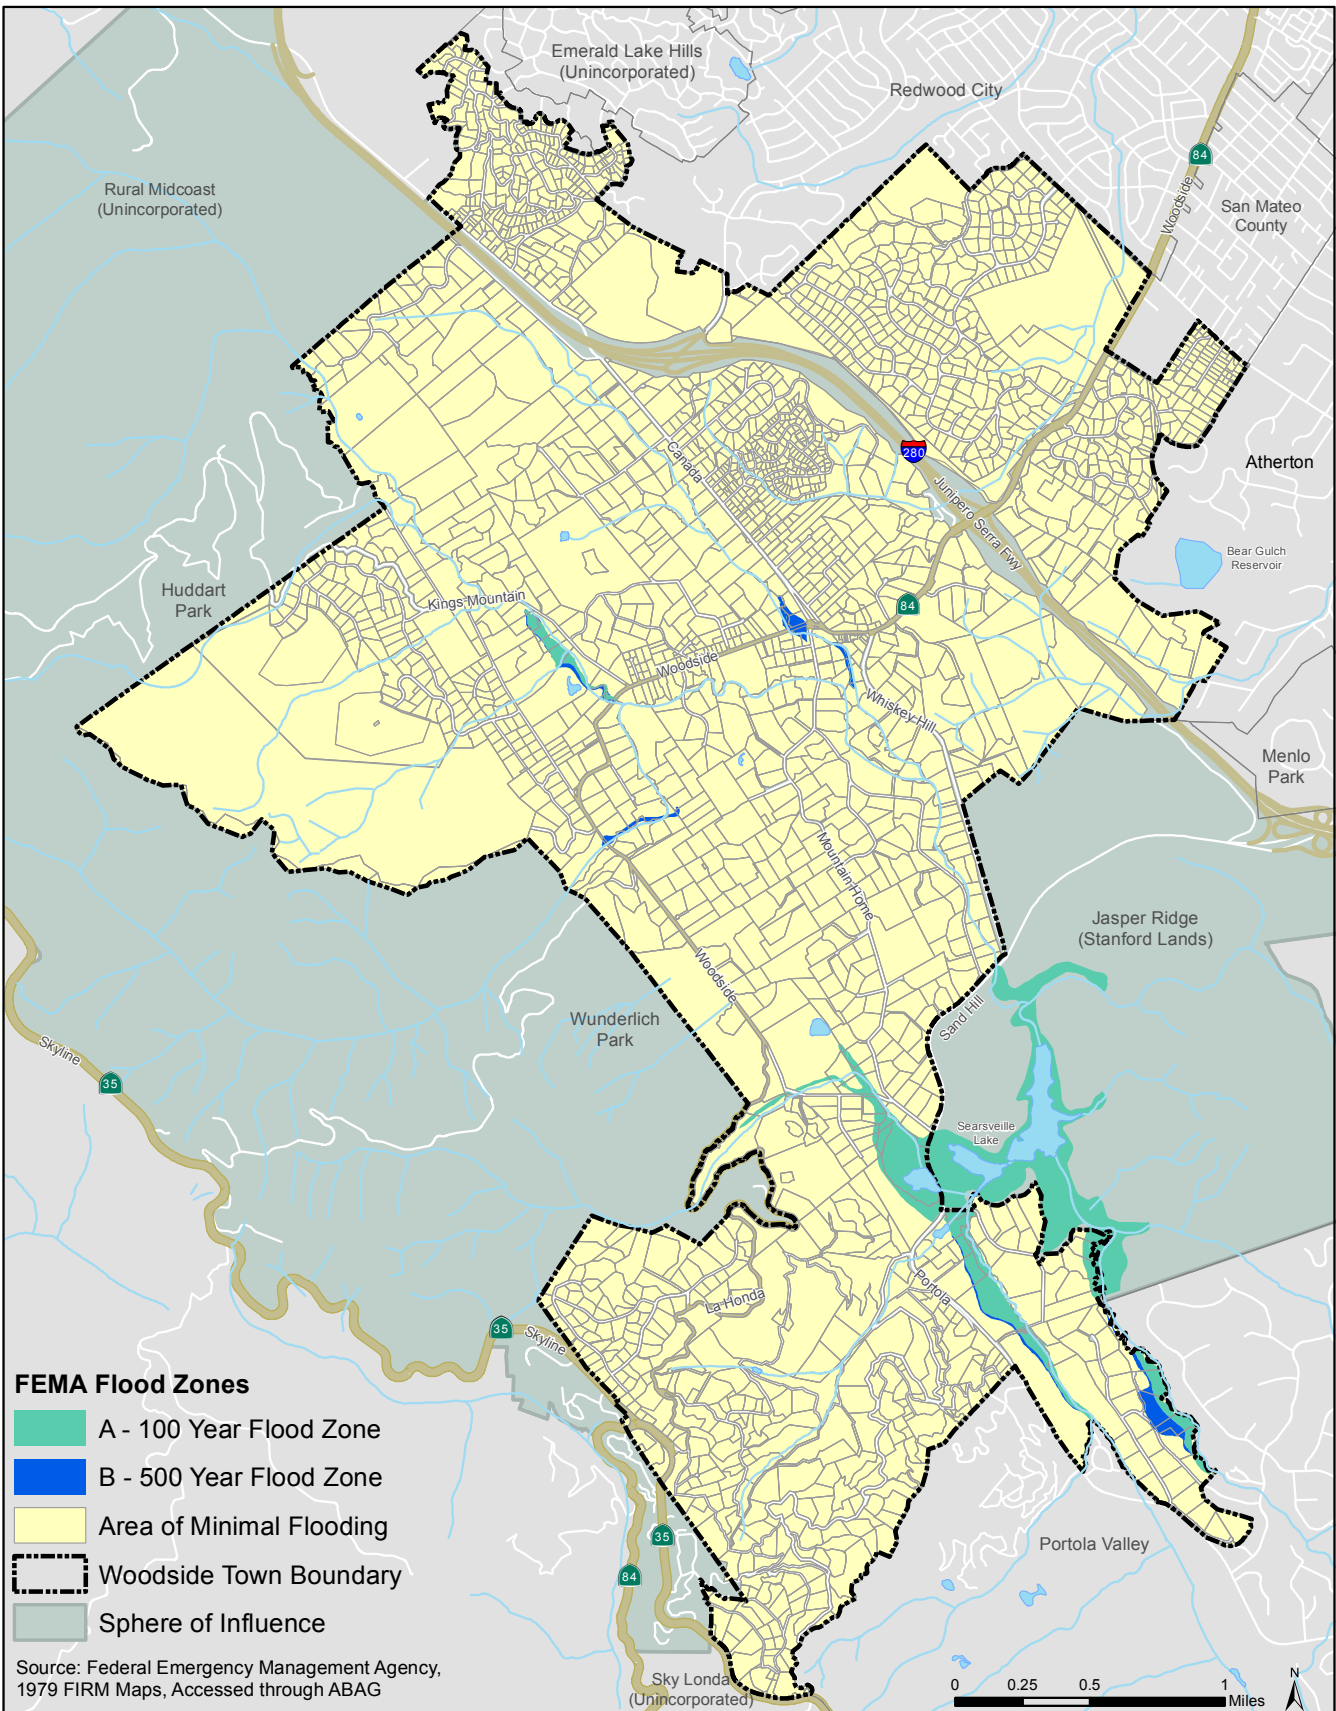 Emerald Lake Hills
(Unincorporated)
Redwood City
84
Woodside
San Mateo
County
Rural Midcoast
(Unincorporated)
Canada
280
Junipero Serra Fwy
Atherton
Bear Gulch
Reservoir
Huddart
Park
Kings Mountain
84
Woodside
Whiskey Hill
Menlo
Park
Mountain Home
Jasper Ridge
(Stanford Lands)
Woodside
Sand Hill
Wunderlich
Park
Skyline
35
Searsveille
Lake
La Honda
Portola
35
Skyline
FEMA Flood Zones
A - 100 Year Flood Zone
B - 500 Year Flood Zone
Area of Minimal Flooding
Woodside Town Boundary
Sphere of Influence
35
84
Portola Valley
Source: Federal Emergency Management Agency,
1979 FIRM Maps, Accessed through ABAG
Sky Londa
(Unincorporated)
0 0.25 0.5 1
Miles
N